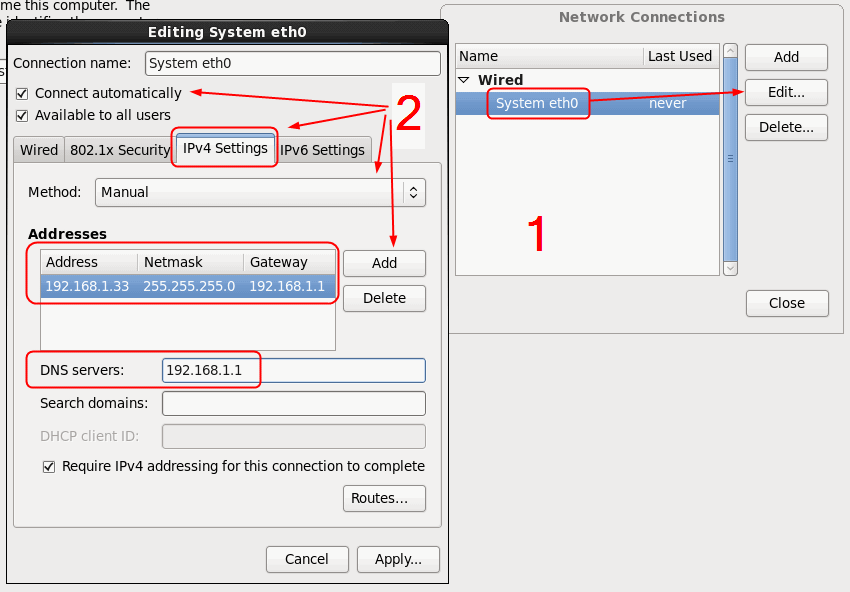 me this computer.  The
Editing System eth0
Connection name: System eth0
Connect automatically
Available to all users
2
Wired 802.1x Security IPv4 Settings IPv6 Settings
Method: Manual
Addresses
Address Netmask Gateway
192.168.1.33 255.255.255.0 192.168.1.1
Add
Delete
DNS servers: 192.168.1.1
Search domains:
DHCP client ID:
Require IPv4 addressing for this connection to complete
Routes...
Cancel Apply...
Network Connections
Name Last Used
Wired
System eth0 never
Add
Edit...
Delete...
1
Close